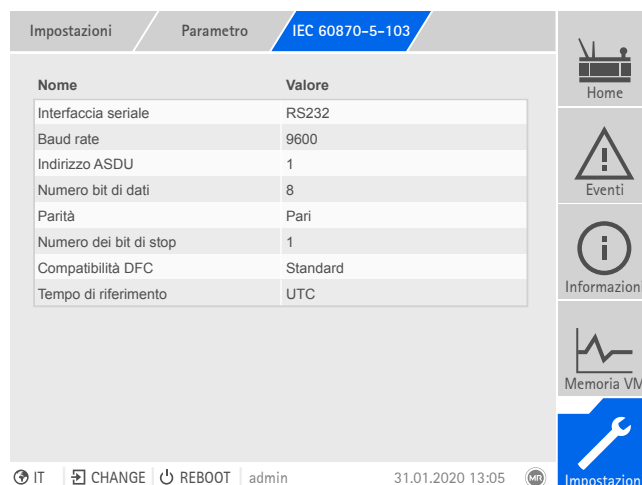 Impostazioni Parametro IEC 60870-5-103
Nome Valore
Interfaccia seriale RS232
Baud rate 9600
Indirizzo ASDU 1
Numero bit di dati 8
Parità Pari
Numero dei bit di stop 1
Compatibilità DFC Standard
Tempo di riferimento UTC
Home
Eventi
Informazion
Memoria VM
Impostazion
IT CHANGE REBOOT admin 31.01.2020 13:05 MR